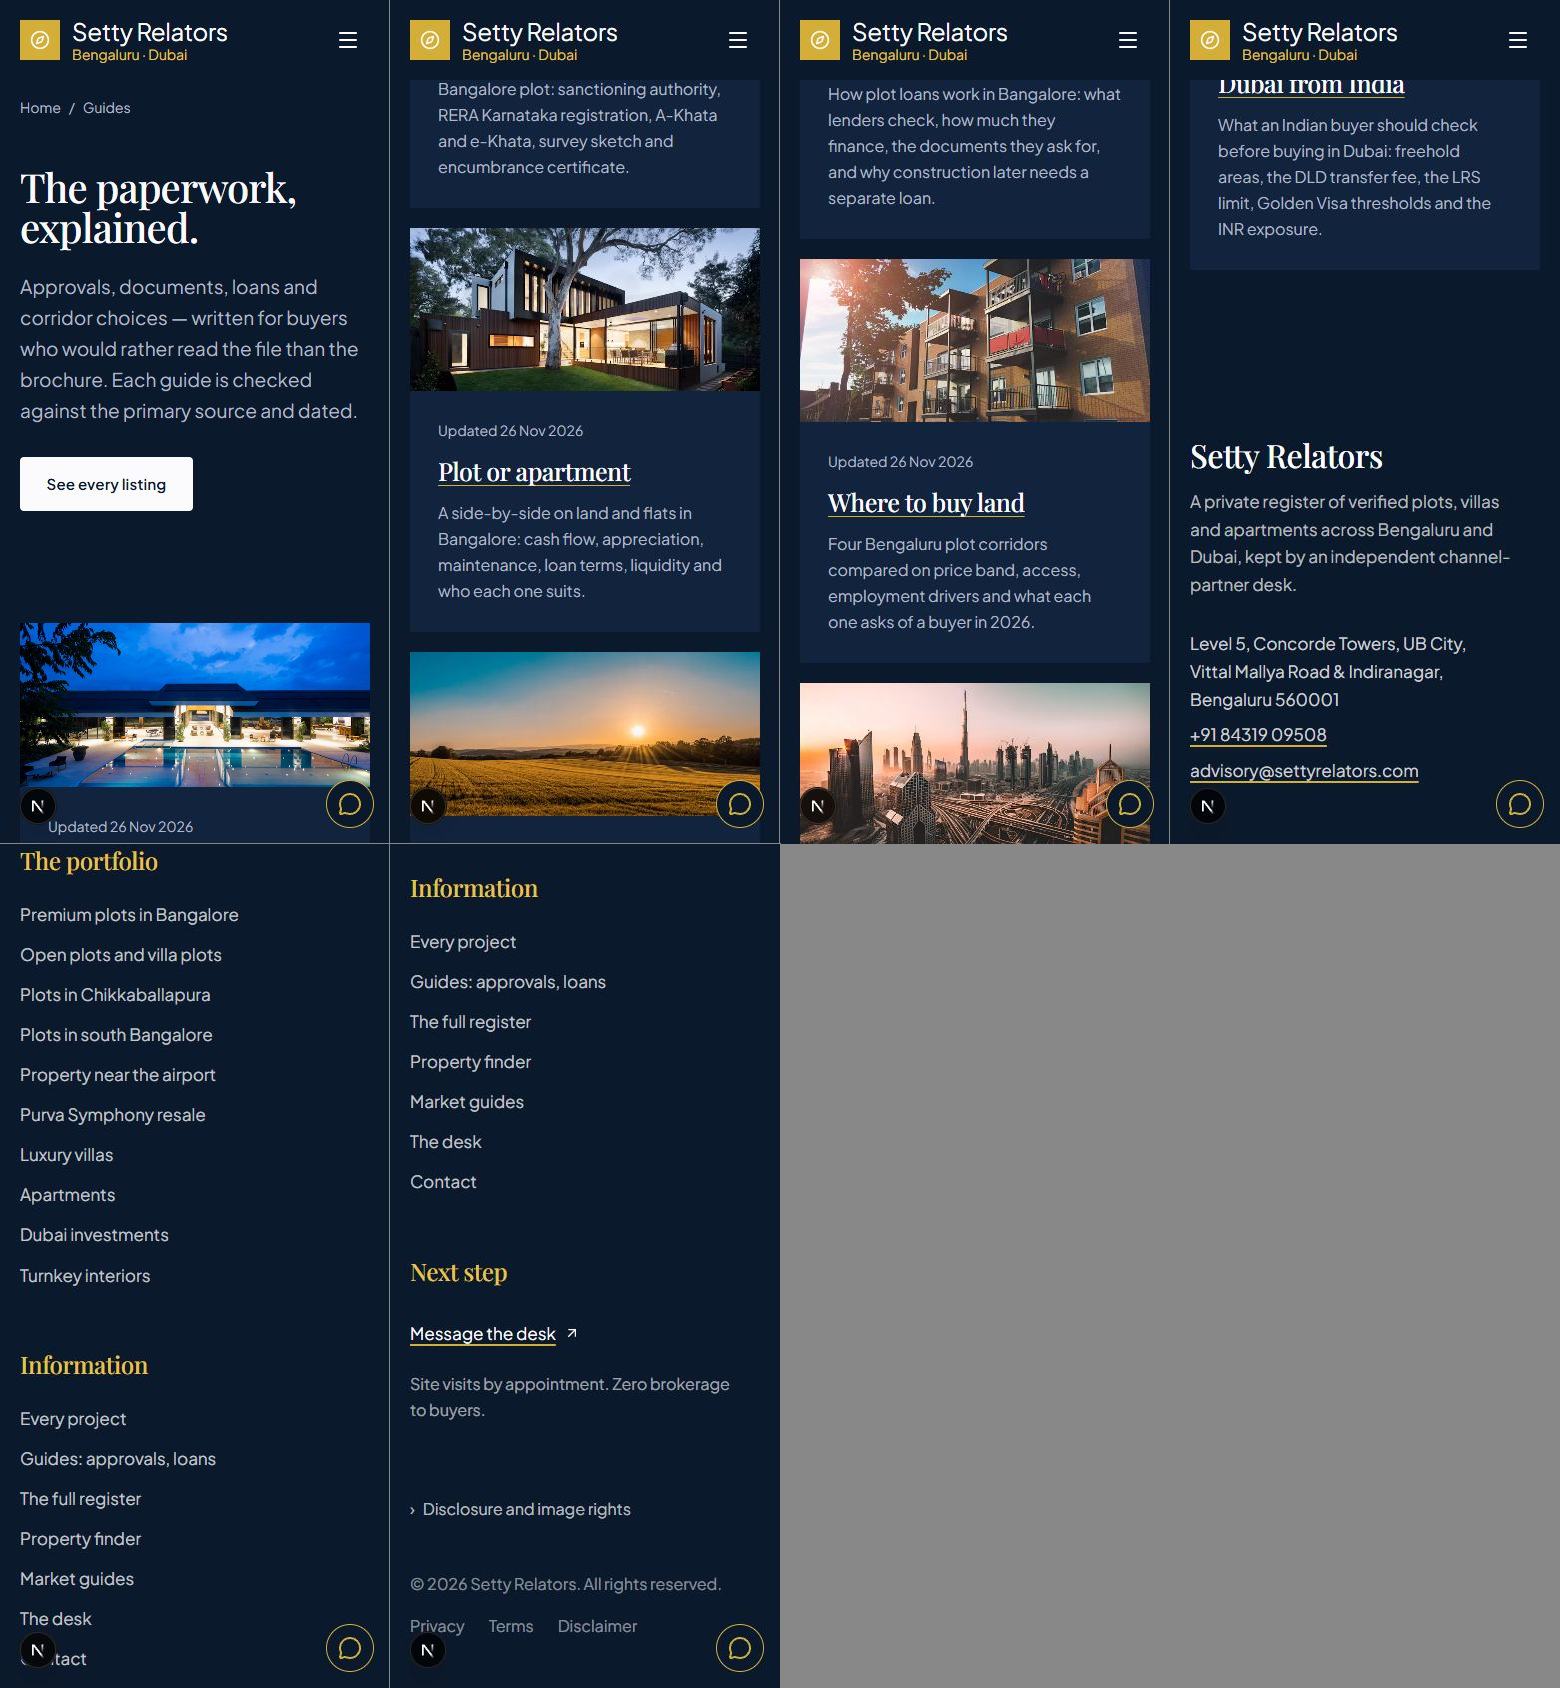 Setty Relators
Bengaluru · Dubai
Home / Guides
The paperwork,
explained.
Approvals, documents, loans and
corridor choices — written for buyers
who would rather read the file than the
brochure. Each guide is checked
against the primary source and dated.
See every listing
N
Updated 26 Nov 2026
Setty Relators
Bengaluru · Dubai
Bangalore plot: sanctioning authority,
RERA Karnataka registration, A-Khata
and e-Khata, survey sketch and
encumbrance certificate.
Updated 26 Nov 2026
Plot or apartment
A side-by-side on land and flats in
Bangalore: cash flow, appreciation,
maintenance, loan terms, liquidity and
who each one suits.
N
Setty Relators
Bengaluru · Dubai
How plot loans work in Bangalore: what
lenders check, how much they
finance, the documents they ask for,
and why construction later needs a
separate loan.
Updated 26 Nov 2026
Where to buy land
Four Bengaluru plot corridors
compared on price band, access,
employment drivers and what each
one asks of a buyer in 2026.
N
Setty Relators
Bengaluru · Dubai
Dubai from India
What an Indian buyer should check
before buying in Dubai: freehold
areas, the DLD transfer fee, the LRS
limit, Golden Visa thresholds and the
INR exposure.
Setty Relators
A private register of verified plots, villas
and apartments across Bengaluru and
Dubai, kept by an independent channel-
partner desk.
Level 5, Concorde Towers, UB City,
Vittal Mallya Road & Indiranagar,
Bengaluru 560001
+91 84319 09508
advisory@settyrelators.com
N
The portfolio
Premium plots in Bangalore
Open plots and villa plots
Plots in Chikkaballapura
Plots in south Bangalore
Property near the airport
Purva Symphony resale
Luxury villas
Apartments
Dubai investments
Turnkey interiors
Information
Every project
Guides: approvals, loans
The full register
Property finder
Market guides
The desk
N
Information
Every project
Guides: approvals, loans
The full register
Property finder
Market guides
The desk
Contact
Next step
Message the desk
Site visits by appointment. Zero brokerage
to buyers.
› Disclosure and image rights
© 2026 Setty Relators. All rights reserved.
Privacy Terms Disclaimer
N